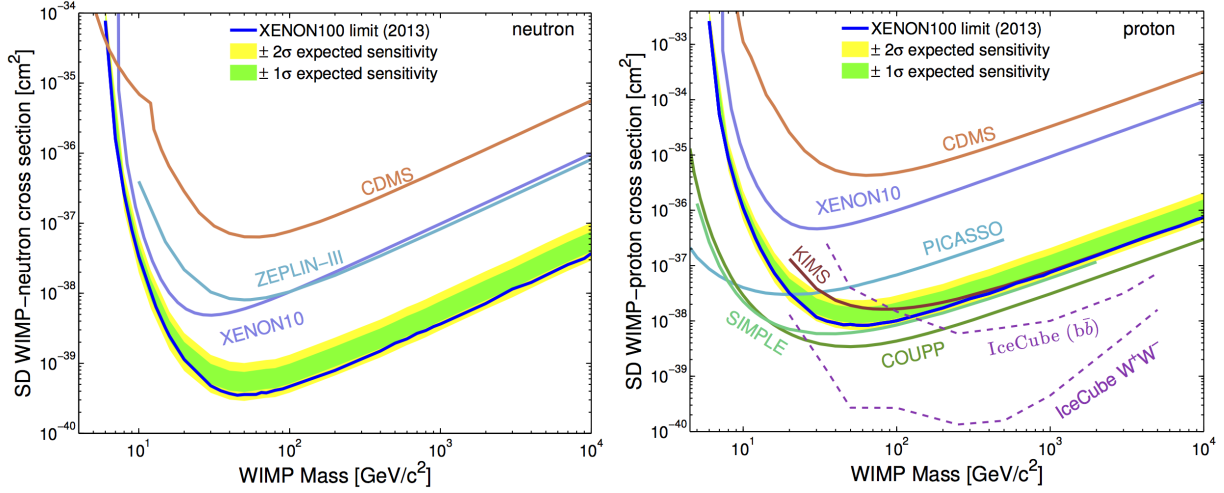 10⁻³⁴
10⁻³⁵
10⁻³⁶
10⁻³⁷
10⁻³⁸
10⁻³⁹
10⁻⁴⁰
SD WIMP−neutron cross section [cm²]
XENON100 limit (2013)
± 2σ expected sensitivity
± 1σ expected sensitivity
neutron
CDMS
ZEPLIN−III
XENON10
10¹
10²
10³
10⁴
WIMP Mass [GeV/c²]
10⁻³³
10⁻³⁴
10⁻³⁵
10⁻³⁶
10⁻³⁷
10⁻³⁸
10⁻³⁹
10⁻⁴⁰
SD WIMP−proton cross section [cm²]
XENON100 limit (2013)
± 2σ expected sensitivity
± 1σ expected sensitivity
proton
CDMS
XENON10
PICASSO
KIMS
SIMPLE
COUPP
IceCube (bb̄)
IceCube W⁺W⁻
10¹
10²
10³
10⁴
WIMP Mass [GeV/c²]